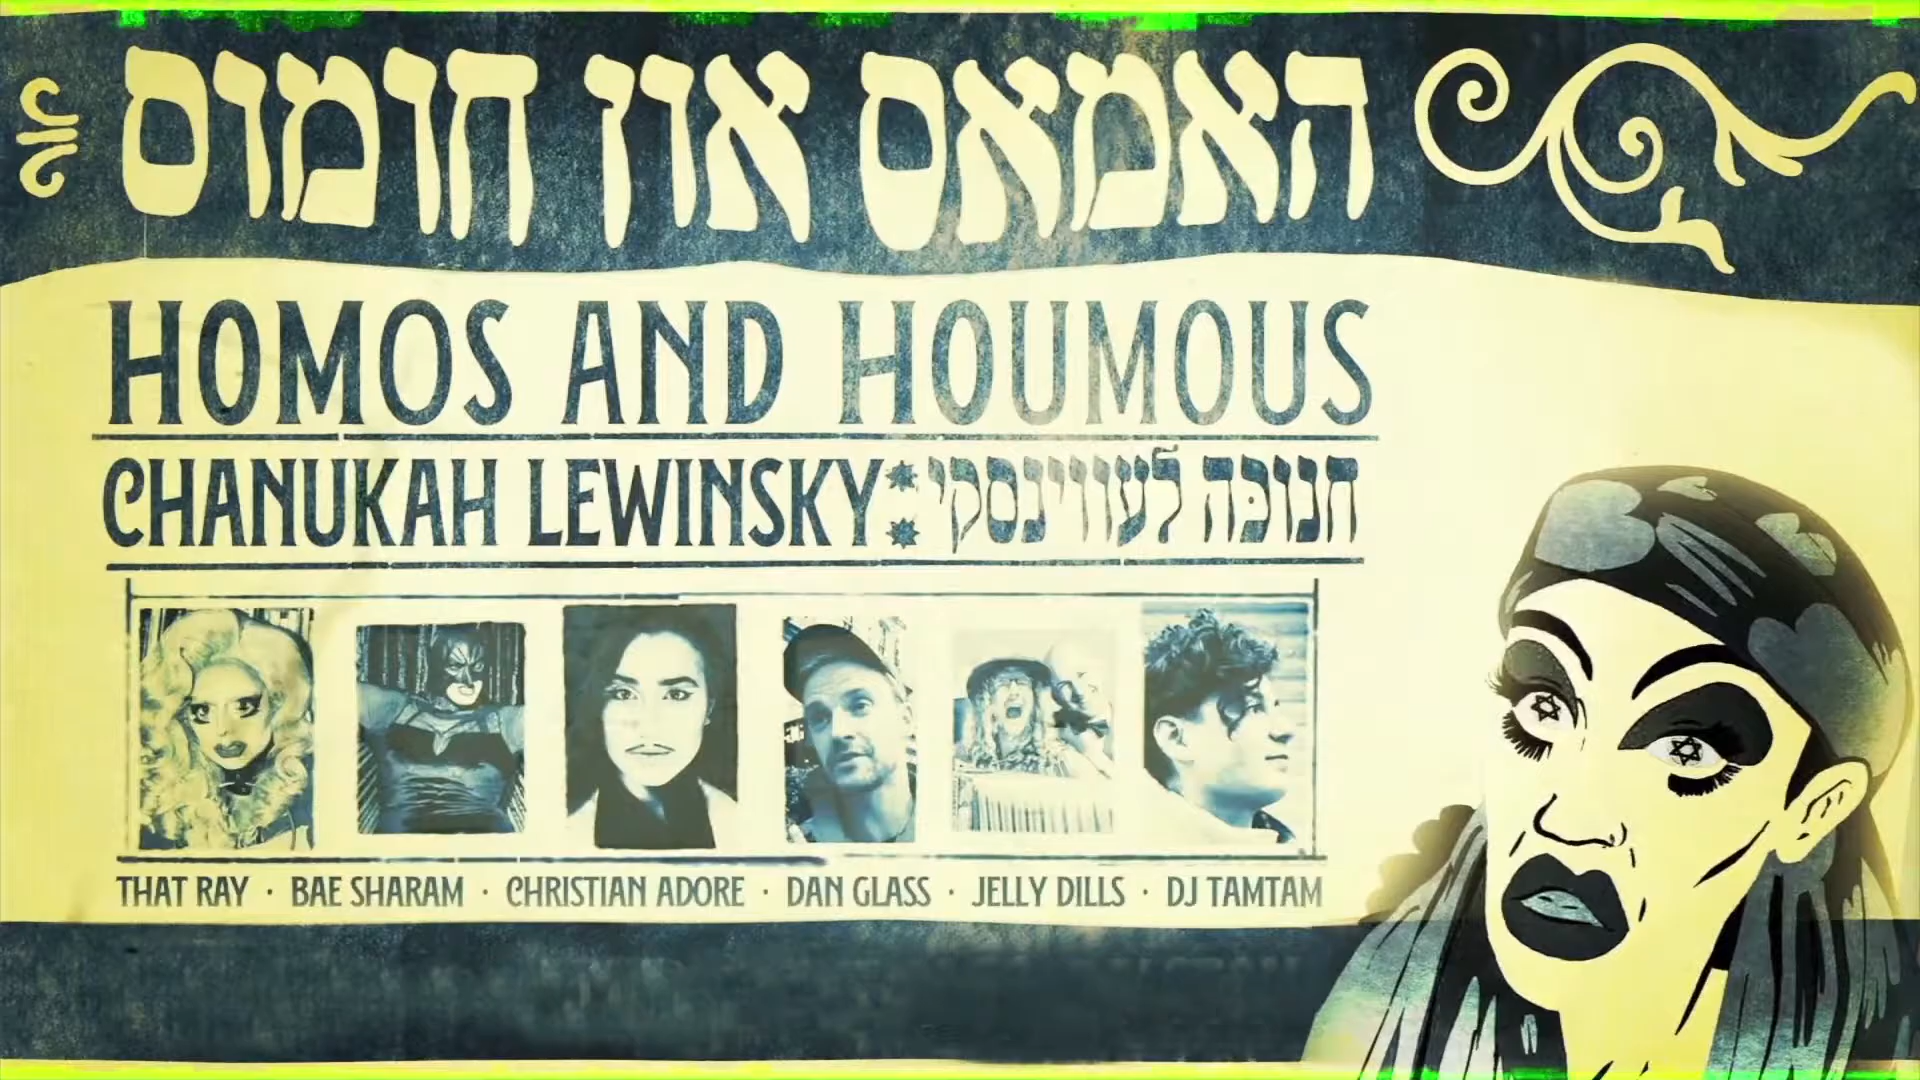 האמאס און חומוס
HOMOS AND HOUMOUS
CHANUKAH LEWINSKY
חנוכּה לעווינסקי
THAT RAY · BAE SHARAM · CHRISTIAN ADORE · DAN GLASS · JELLY DILLS · DJ TAMTAM